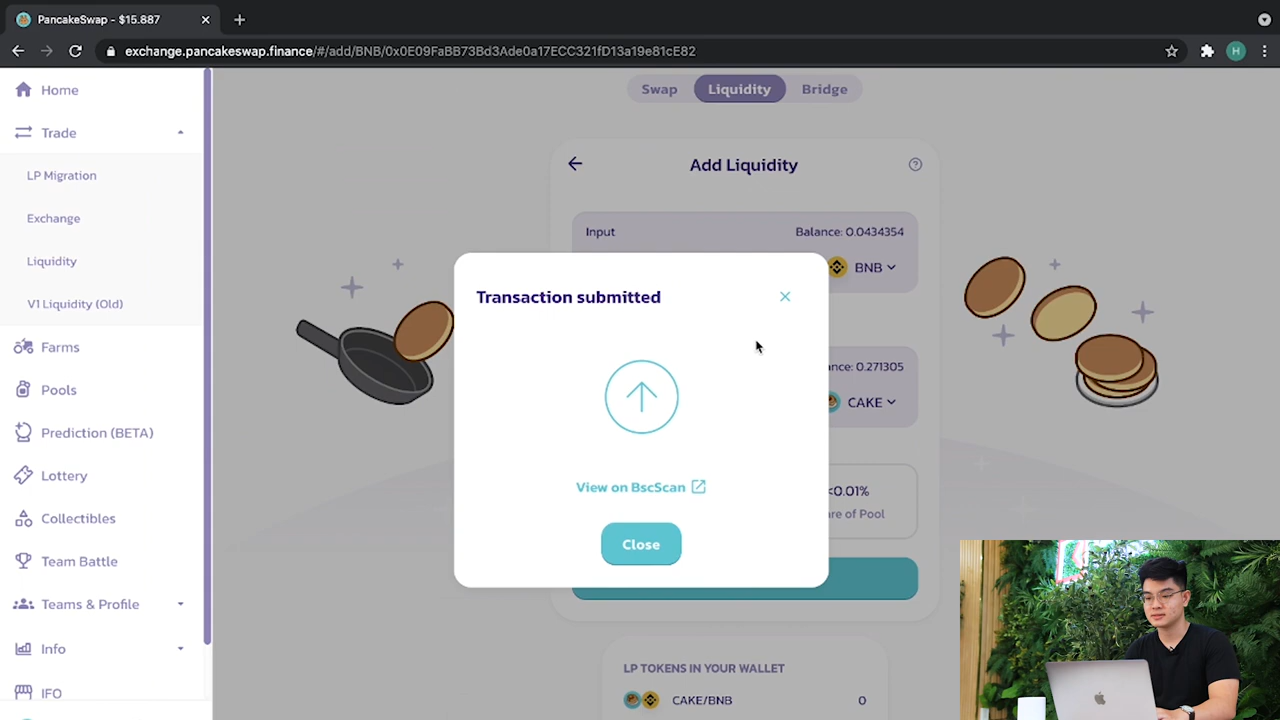 PancakeSwap - $15.887
exchange.pancakeswap.finance/#/add/BNB/0x0E09FaBB73Bd3Ade0a17ECC321fD13a19e81cE82
H
Home
Trade
LP Migration
Exchange
Liquidity
V1 Liquidity (Old)
Farms
Pools
Prediction (BETA)
Lottery
Collectibles
Team Battle
Teams & Profile
Info
IFO
Swap
Liquidity
Bridge
Add Liquidity
Input
Balance: 0.0434354
BNB
ance: 0.271305
CAKE
<0.01%
are of Pool
Transaction submitted
View on BscScan
Close
LP TOKENS IN YOUR WALLET
CAKE/BNB 0